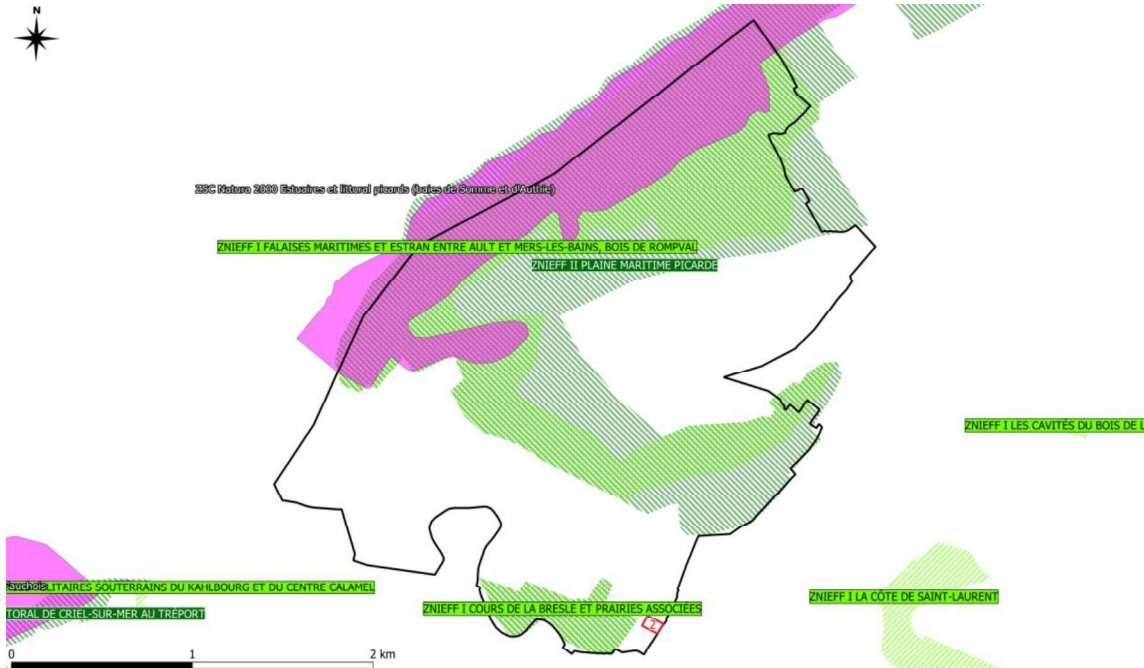 N
ZSC Natura 2000 Estuaires et littoral picards (baies de Somme et d'Authie)
ZNIEFF I FALAISES MARITIMES ET ESTRAN ENTRE AULT ET MERS-LES-BAINS, BOIS DE ROMPVAL
ZNIEFF II PLAINE MARITIME PICARDE
ZNIEFF I LES CAVITÉS DU BOIS DE L
Cauchois
LITAIRES SOUTERRAINS DU KAHLBOURG ET DU CENTRE CALAMEL
ZNIEFF I LA CÔTE DE SAINT-LAURENT
ZNIEFF I COURS DE LA BRESLE ET PRAIRIES ASSOCIÉES
TORAL DE CRIEL-SUR-MER AU TRÉPORT
2
0 1 2 km